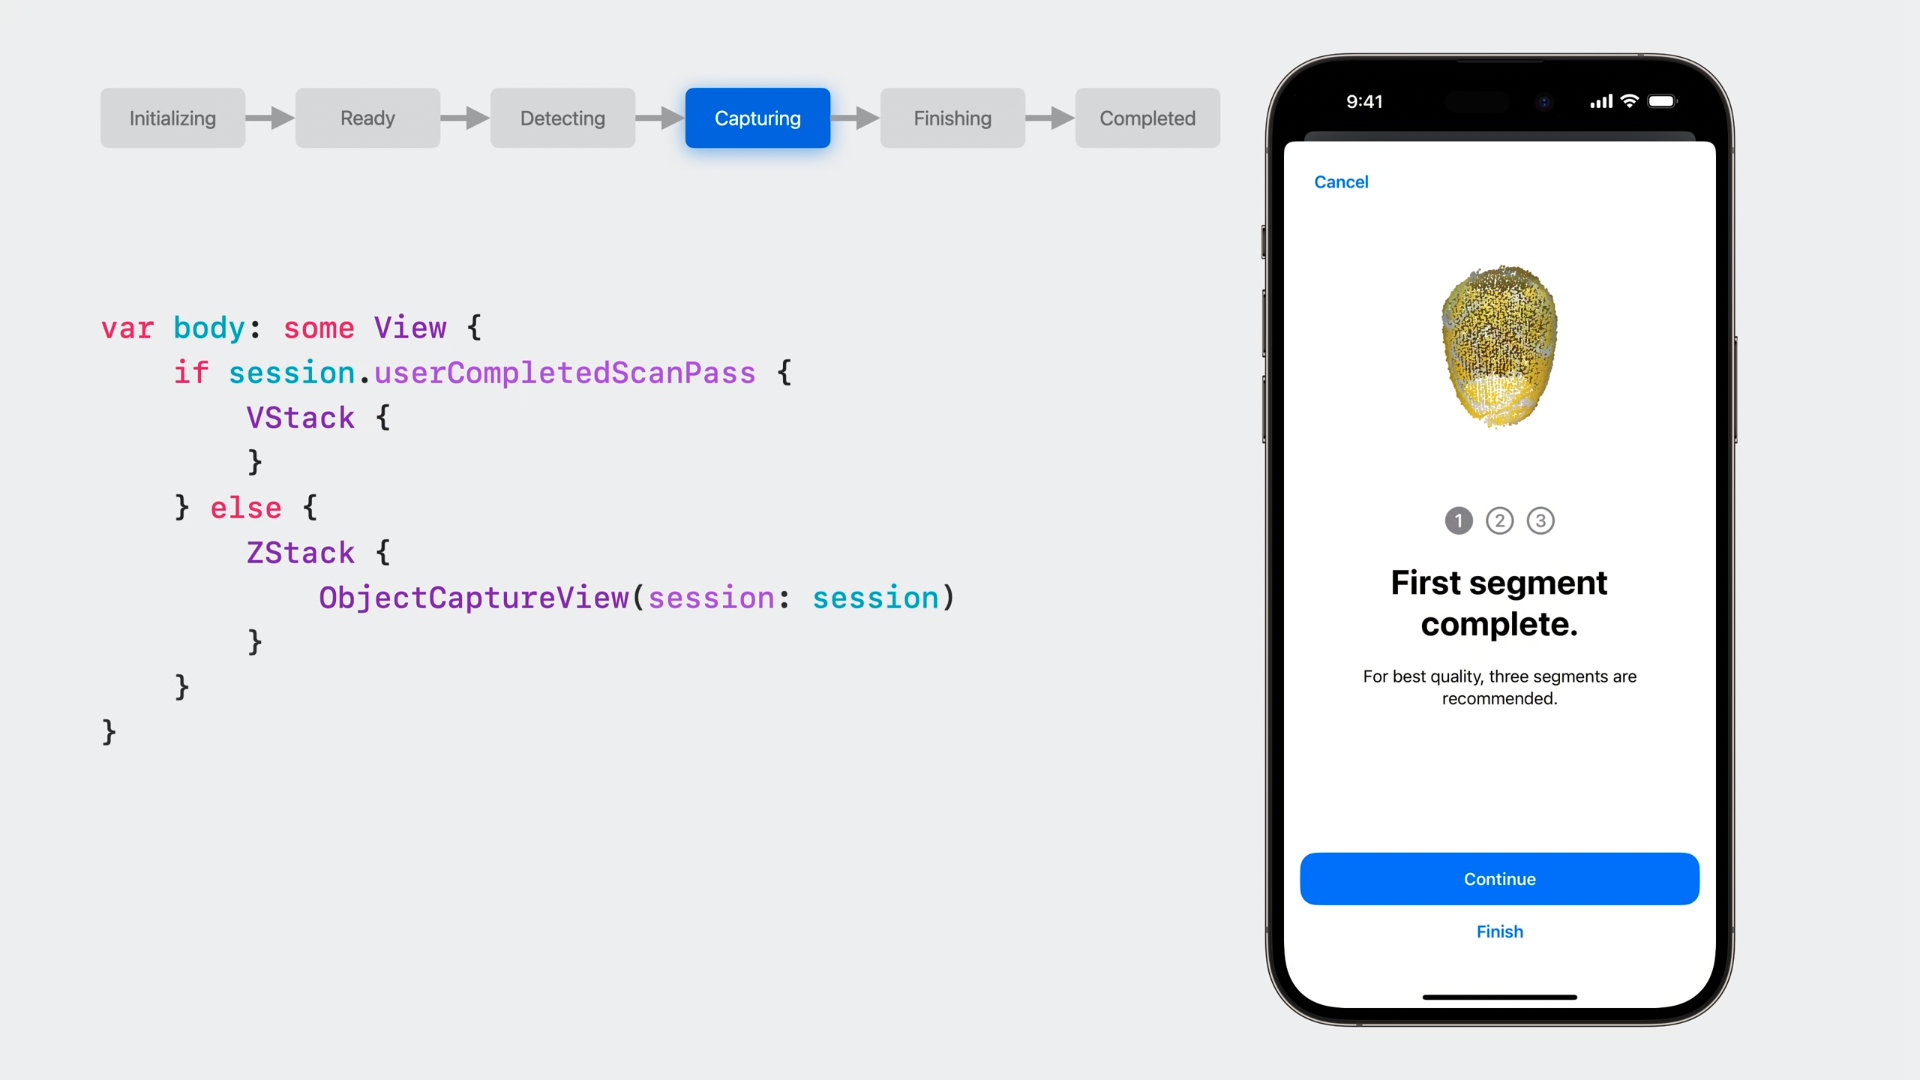 Initializing
Ready
Detecting
Capturing
Finishing
Completed
var body: some View {
    if session.userCompletedScanPass {
        VStack {
        }
    } else {
        ZStack {
            ObjectCaptureView(session: session)
        }
    }
}
9:41
Cancel
1 2 3
First segment
complete.
For best quality, three segments are
recommended.
Continue
Finish